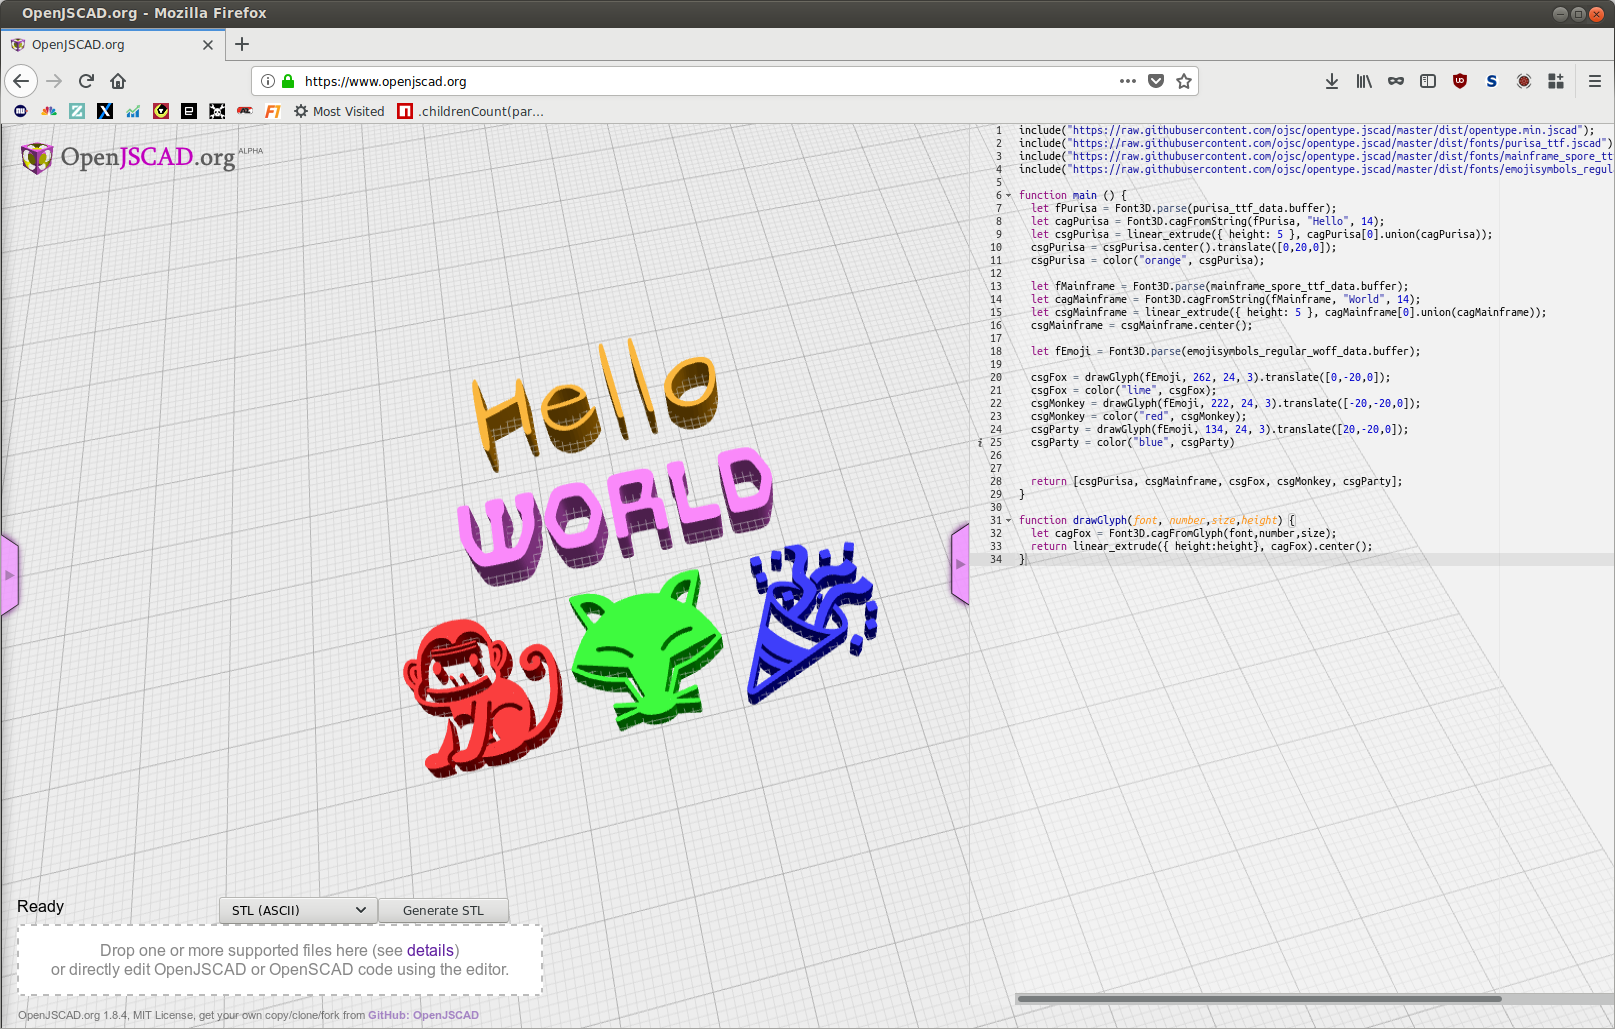 OpenJSCAD.org - Mozilla Firefox
OpenJSCAD.org
https://www.openjscad.org
Most Visited
.childrenCount(par...
OpenJSCAD.org ALPHA
Hello
WORLD
1 include("https://raw.githubusercontent.com/ojsc/opentype.jscad/master/dist/opentype.min.jscad");
2 include("https://raw.githubusercontent.com/ojsc/opentype.jscad/master/dist/fonts/purisa_ttf.jscad")
3 include("https://raw.githubusercontent.com/ojsc/opentype.jscad/master/dist/fonts/mainframe_spore_tt
4 include("https://raw.githubusercontent.com/ojsc/opentype.jscad/master/dist/fonts/emojisymbols_regul
5
6 function main () {
7 let fPurisa = Font3D.parse(purisa_ttf_data.buffer);
8 let cagPurisa = Font3D.cagFromString(fPurisa, "Hello", 14);
9 let csgPurisa = linear_extrude({ height: 5 }, cagPurisa[0].union(cagPurisa));
10 csgPurisa = csgPurisa.center().translate([0,20,0]);
11 csgPurisa = color("orange", csgPurisa);
12
13 let fMainframe = Font3D.parse(mainframe_spore_ttf_data.buffer);
14 let cagMainframe = Font3D.cagFromString(fMainframe, "World", 14);
15 let csgMainframe = linear_extrude({ height: 5 }, cagMainframe[0].union(cagMainframe));
16 csgMainframe = csgMainframe.center();
17
18 let fEmoji = Font3D.parse(emojisymbols_regular_woff_data.buffer);
19
20 csgFox = drawGlyph(fEmoji, 262, 24, 3).translate([0,-20,0]);
21 csgFox = color("lime", csgFox);
22 csgMonkey = drawGlyph(fEmoji, 222, 24, 3).translate([-20,-20,0]);
23 csgMonkey = color("red", csgMonkey);
24 csgParty = drawGlyph(fEmoji, 134, 24, 3).translate([20,-20,0]);
i 25 csgParty = color("blue", csgParty)
26
27
28 return [csgPurisa, csgMainframe, csgFox, csgMonkey, csgParty];
29 }
30
31 function drawGlyph(font, number,size,height) {
32 let cagFox = Font3D.cagFromGlyph(font,number,size);
33 return linear_extrude({ height:height}, cagFox).center();
34 }
Ready
STL (ASCII)
Generate STL
Drop one or more supported files here (see details)
or directly edit OpenJSCAD or OpenSCAD code using the editor.
OpenJSCAD.org 1.8.4, MIT License, get your own copy/clone/fork from GitHub: OpenJSCAD